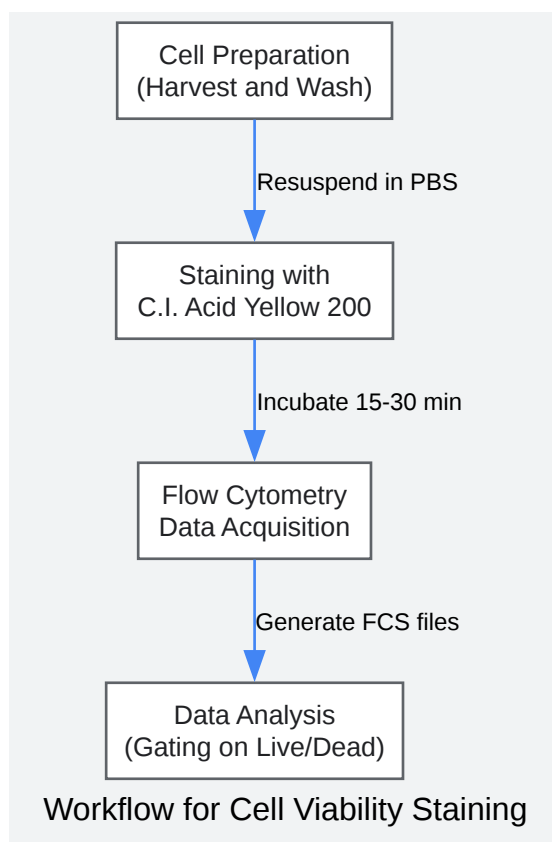 Cell Preparation
(Harvest and Wash)
Resuspend in PBS
Staining with
C.I. Acid Yellow 200
Incubate 15-30 min
Flow Cytometry
Data Acquisition
Generate FCS files
Data Analysis
(Gating on Live/Dead)
Workflow for Cell Viability Staining